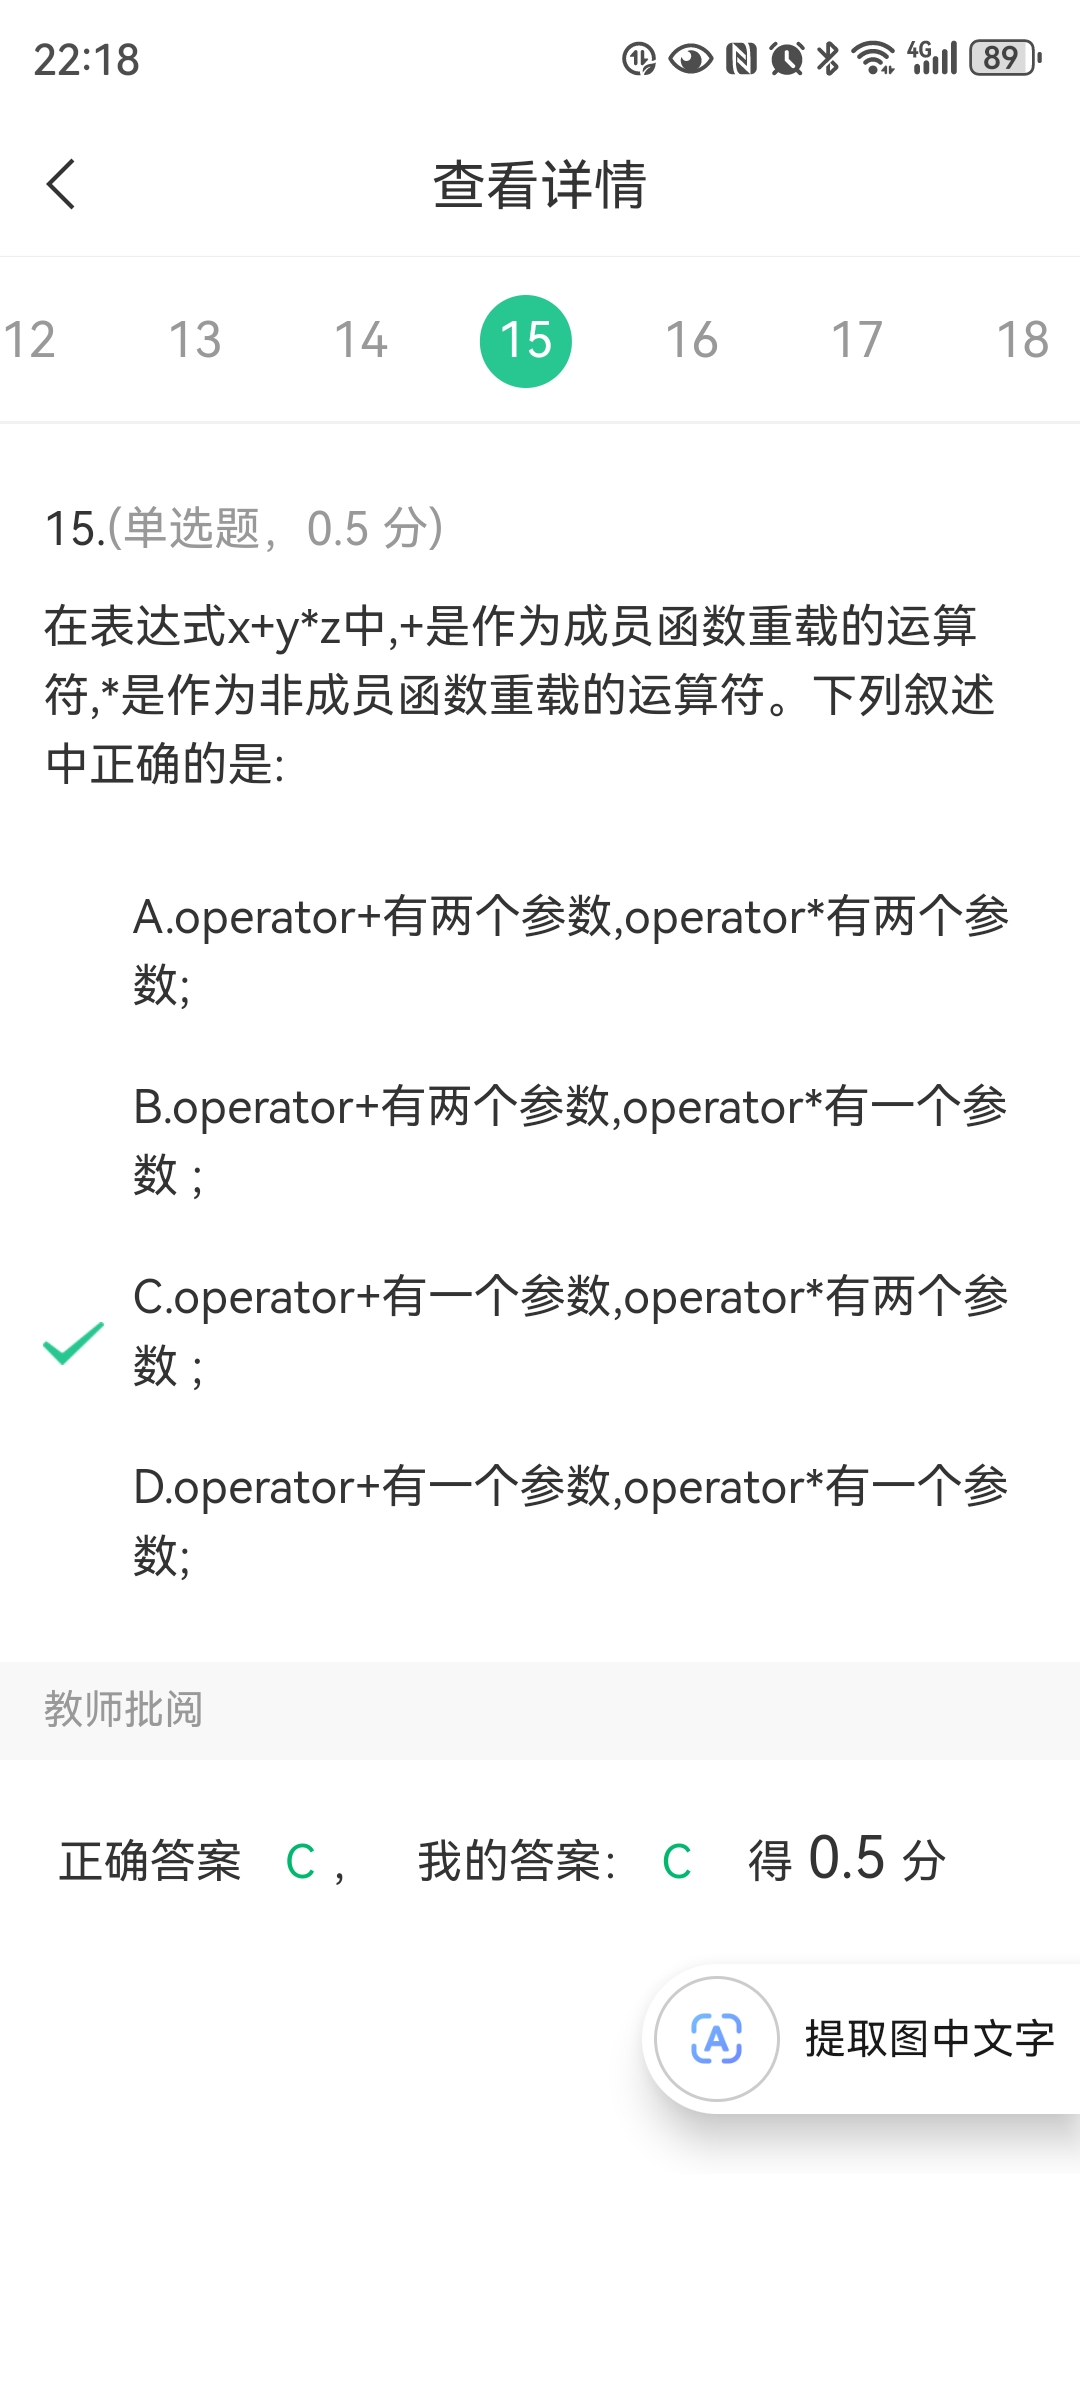 22:18
4G
89
查看详情
12 13 14 15 16 17 18
15.(单选题, 0.5 分)
在表达式x+y*z中,+是作为成员函数重载的运算
符,*是作为非成员函数重载的运算符。下列叙述
中正确的是:
A.operator+有两个参数,operator*有两个参
数;
B.operator+有两个参数,operator*有一个参
数 ;
C.operator+有一个参数,operator*有两个参
数 ;
D.operator+有一个参数,operator*有一个参
数;
教师批阅
正确答案 C , 我的答案: C 得 0.5 分
A 提取图中文字